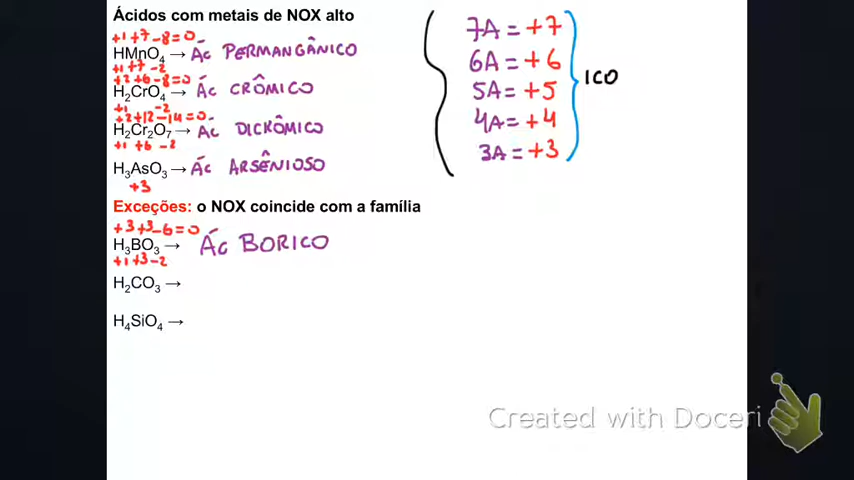 Ácidos com metais de NOX alto
+1+7-8=0
HMnO₄ → Ác PERMANGÂNICO
+1+7 -2
+2+6-8=0
H₂CrO₄ → Ác CRÔMICO
+1 -2
+2+12-14=0
H₂Cr₂O₇ → Ác DICRÔMICO
+1 +6 -2
H₃AsO₃ → Ác ARSÊNIOSO
+3
Exceções: o NOX coincide com a família
+3+3-6=0
H₃BO₃ → Ác BORICO
+1+3-2
H₂CO₃ →
H₄SiO₄ →
7A = +7
6A = +6
5A = +5
4A = +4
3A = +3
ICO
Created with Doceri